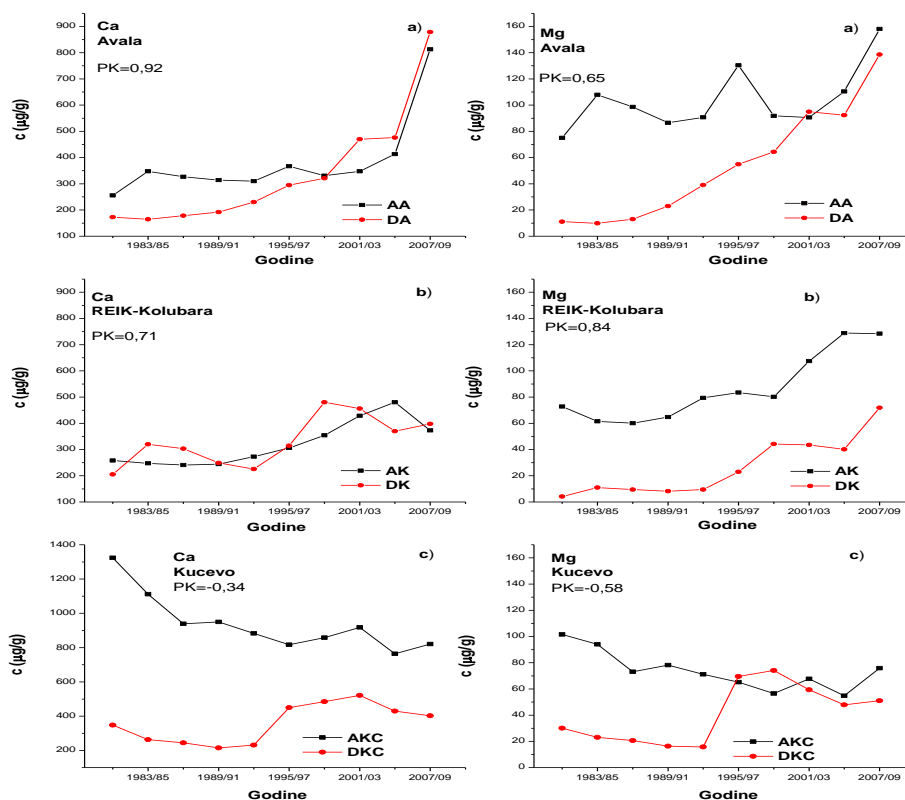 Ca
Avala
a)
PK=0,92
c (µg/g)
900
800
700
600
500
400
300
200
100
AA
DA
1983/85 1989/91 1995/97 2001/03 2007/09
Godine
Mg
Avala
a)
PK=0,65
c (µg/g)
160
140
120
100
80
60
40
20
0
AA
DA
1983/85 1989/91 1995/97 2001/03 2007/09
Godine
Ca
REIK-Kolubara
b)
PK=0,71
c (µg/g)
900
800
700
600
500
400
300
200
100
AK
DK
1983/85 1989/91 1995/97 2001/03 2007/09
Godine
Mg
REIK-Kolubara
b)
PK=0,84
c (µg/g)
160
140
120
100
80
60
40
20
0
AK
DK
1983/85 1989/91 1995/97 2001/03 2007/09
Godine
Ca
Kucevo
c)
PK=-0,34
c (µg/g)
1400
1200
1000
800
600
400
200
AKC
DKC
1983/85 1989/91 1995/97 2001/03 2007/09
Godine
Mg
Kucevo
c)
PK=-0,58
c (µg/g)
160
140
120
100
80
60
40
20
0
AKC
DKC
1983/85 1989/91 1995/97 2001/03 2007/09
Godine